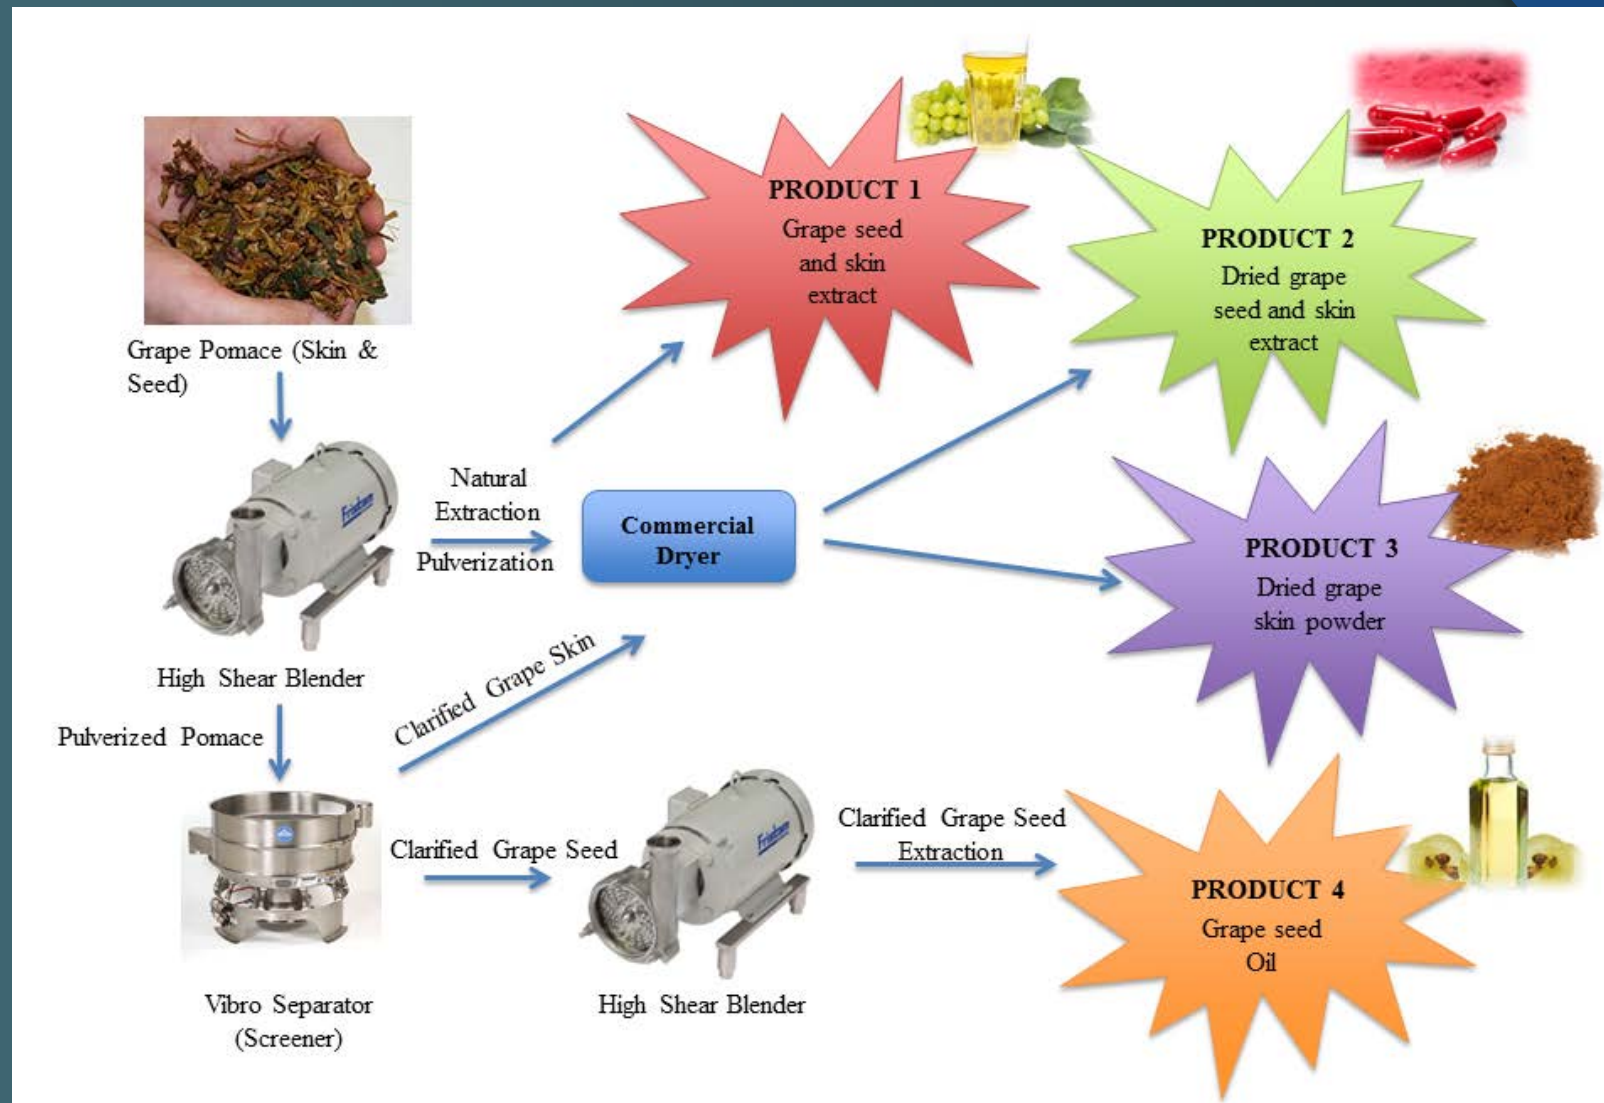 PRODUCT 1
Grape seed
and skin
extract
PRODUCT 2
Dried grape
seed and skin
extract
Grape Pomace (Skin &
Seed)
Natural
Extraction
Pulverization
Commercial
Dryer
Fristam
High Shear Blender
PRODUCT 3
Dried grape
skin powder
Pulverized Pomace
Clarified Grape Skin
Clarified Grape Seed
Fristam
Clarified Grape Seed
Extraction
PRODUCT 4
Grape seed
Oil
Vibro Separator
(Screener)
High Shear Blender